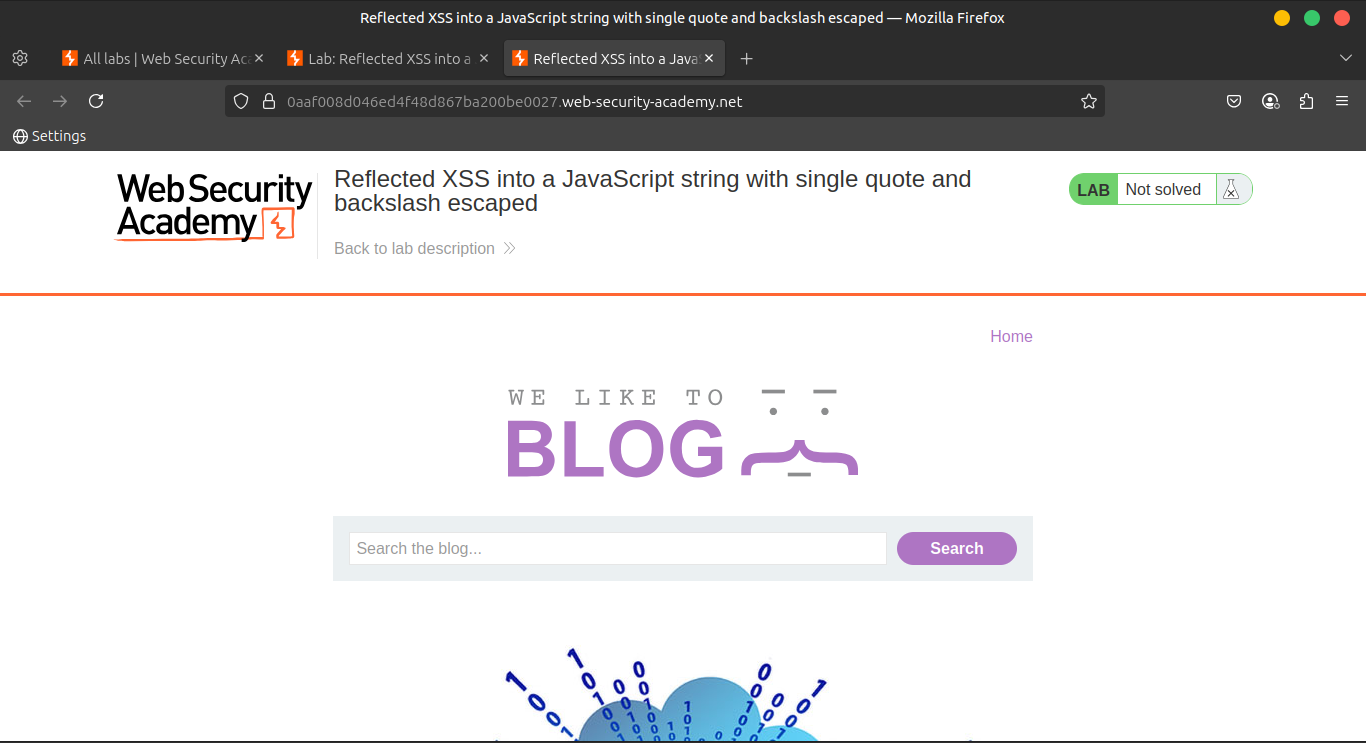 Reflected XSS into a JavaScript string with single quote and backslash escaped — Mozilla Firefox
All labs | Web Security Ac
Lab: Reflected XSS into a
Reflected XSS into a Java
0aaf008d046ed4f48d867ba200be0027.web-security-academy.net
Settings
Web Security
Academy
Reflected XSS into a JavaScript string with single quote and
backslash escaped
Back to lab description
LAB Not solved
Home
WE LIKE TO
BLOG
Search the blog...
Search